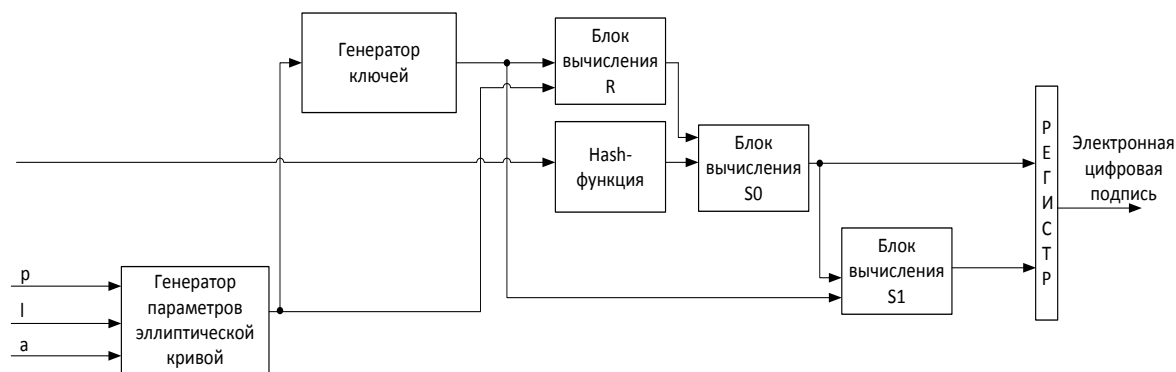 Генератор
ключей
Блок
вычисления
R
Hash-
функция
Блок
вычисления
S0
Блок
вычисления
S1
РЕГИСТР
Электронная
цифровая
подпись
p
l
a
Генератор
параметров
эллиптической
кривой